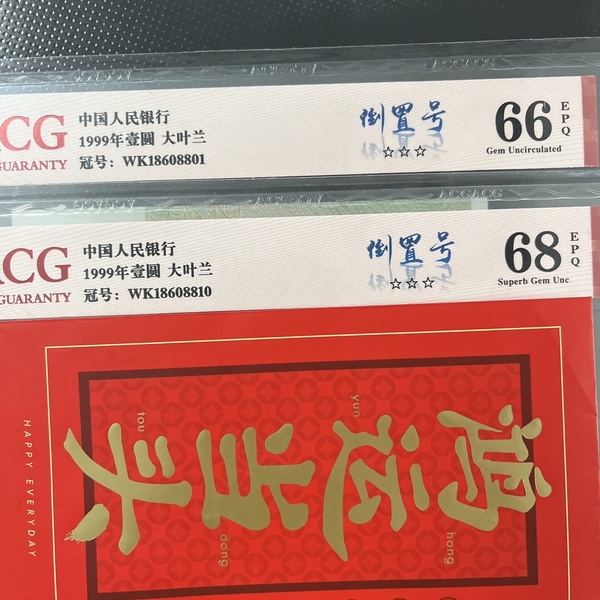 ACG
GUARANTY
中国人民银行
1999年壹圆 大叶兰
冠号: WK18608801
倒置号
☆☆☆
66
EPQ
Gem Uncirculated
ACG
GUARANTY
中国人民银行
1999年壹圆 大叶兰
冠号: WK18608810
倒置号
☆☆☆
68
EPQ
Superb Gem Unc
HAPPY EVERYDAY
鸿运当头
hong yun dang tou